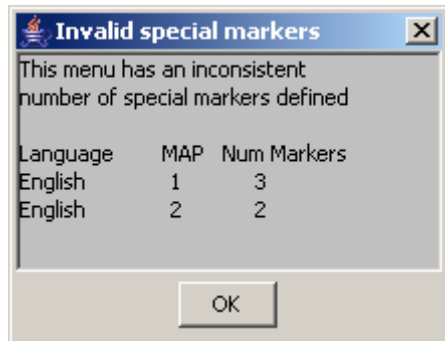 Invalid special markers
This menu has an inconsistent
number of special markers defined
Language MAP Num Markers
English 1 3
English 2 2
OK